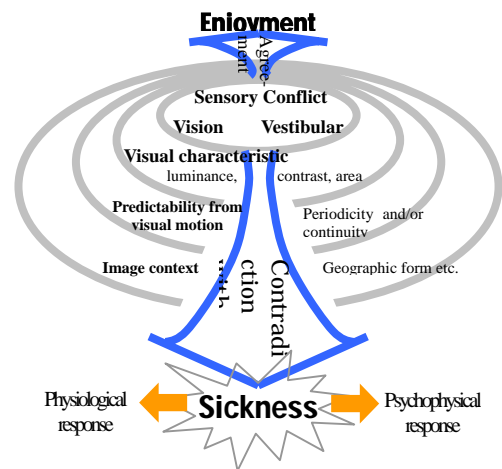 Enjoyment
Agree-
ment
Sensory Conflict
Vision Vestibular
Visual characteristic
luminance, contrast, area
Predictability from
visual motion
Periodicity and/or
continuity
Image context
Geographic form etc.
Contradi
ction
Sickness
Physiological
response
Psychophysical
response